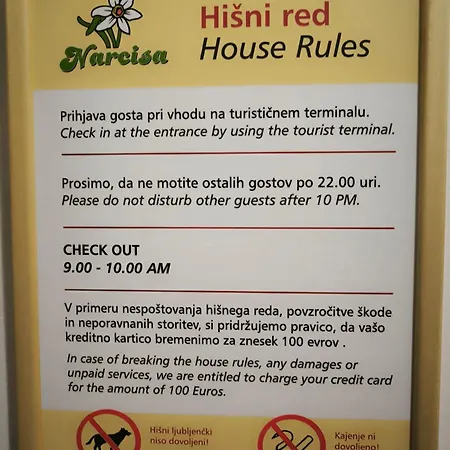 Narcisa
Hišni red
House Rules
Prihjava gosta pri vhodu na turističnem terminalu.
Check in at the entrance by using the tourist terminal.
Prosimo, da ne motite ostalih gostov po 22.00 uri.
Please do not disturb other guests after 10 PM.
CHECK OUT
9.00 - 10.00 AM
V primeru nespoštovanja hišnega reda, povzročitve škode
in neporavnanih storitev, si pridržujemo pravico, da vašo
kreditno kartico bremenimo za znesek 100 evrov .
In case of breaking the house rules, any damages or
unpaid services, we are entitled to charge your credit card
for the amount of 100 Euros.
Hišni ljubljenčki
niso dovoljeni!
Kajenje ni
dovoljeno!